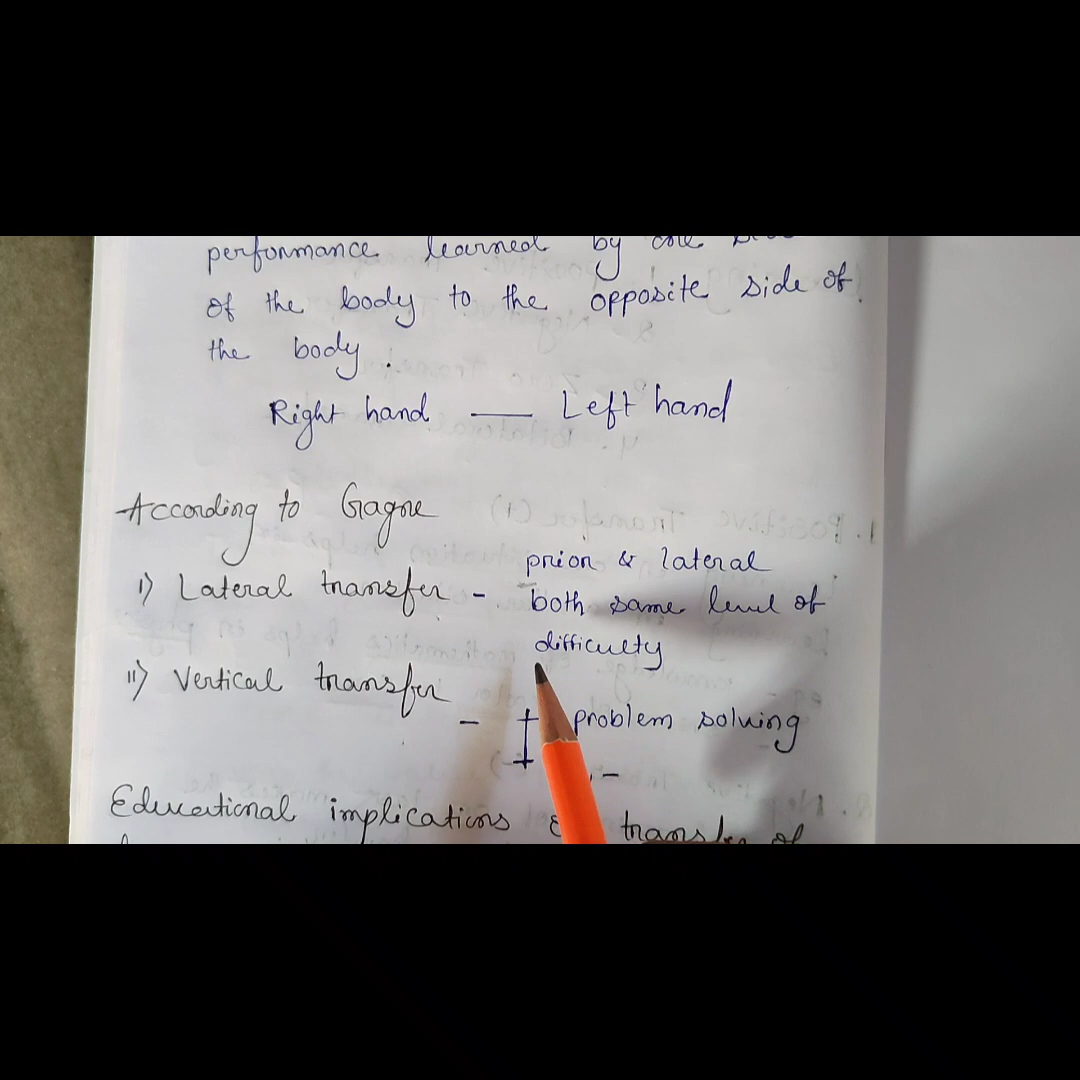 performance learned by one
of the body to the opposite side of
the body.
Right hand — Left hand
According to Gagne
i) Lateral transfer - prior & lateral
both same level of
difficulty
ii) Vertical transfer
- problem solving
Educational implications transfer of